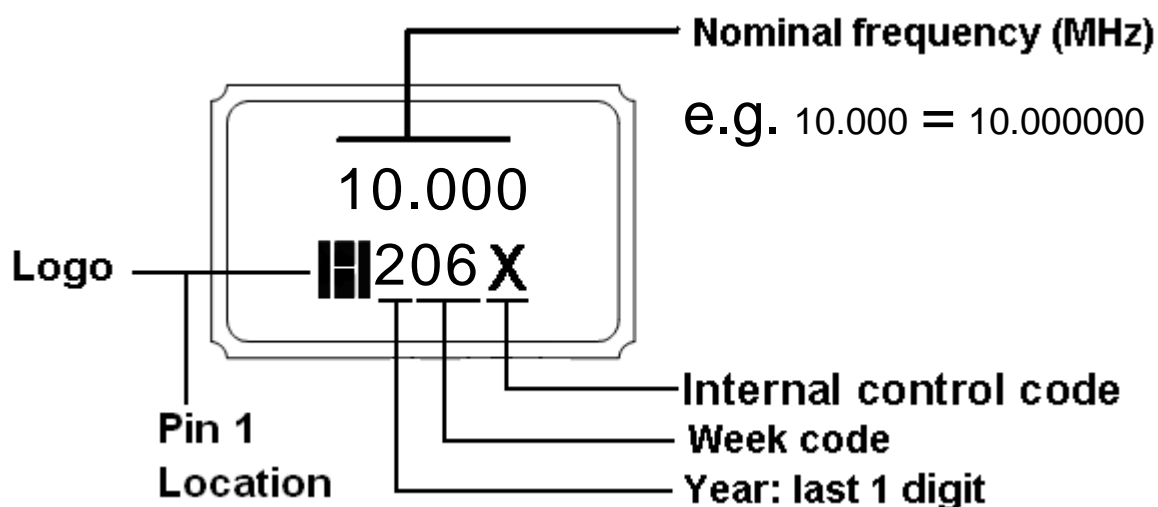 Nominal frequency (MHz)
e.g. 10.000 = 10.000000
10.000
206 X
Logo
Pin 1
Location
Internal control code
Week code
Year: last 1 digit